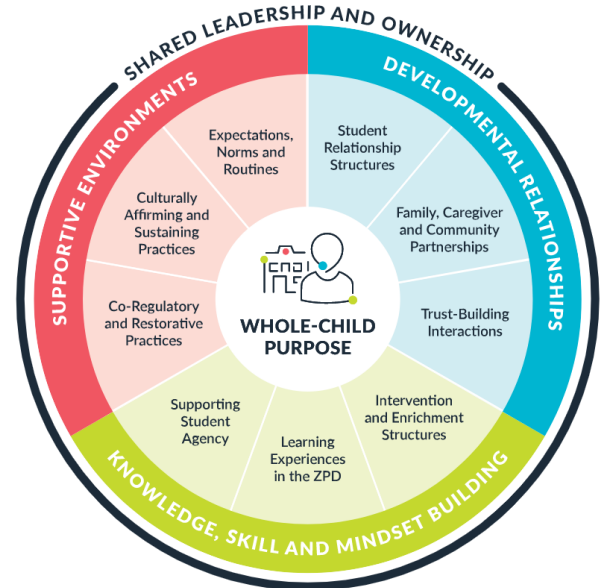 SHARED LEADERSHIP AND OWNERSHIP
SUPPORTIVE ENVIRONMENTS
DEVELOPMENTAL RELATIONSHIPS
KNOWLEDGE, SKILL AND MINDSET BUILDING
Expectations,
Norms and
Routines
Student
Relationship
Structures
Culturally
Affirming and
Sustaining
Practices
Family, Caregiver
and Community
Partnerships
Co-Regulatory
and Restorative
Practices
WHOLE-CHILD
PURPOSE
Trust-Building
Interactions
Supporting
Student
Agency
Learning
Experiences
in the ZPD
Intervention
and Enrichment
Structures